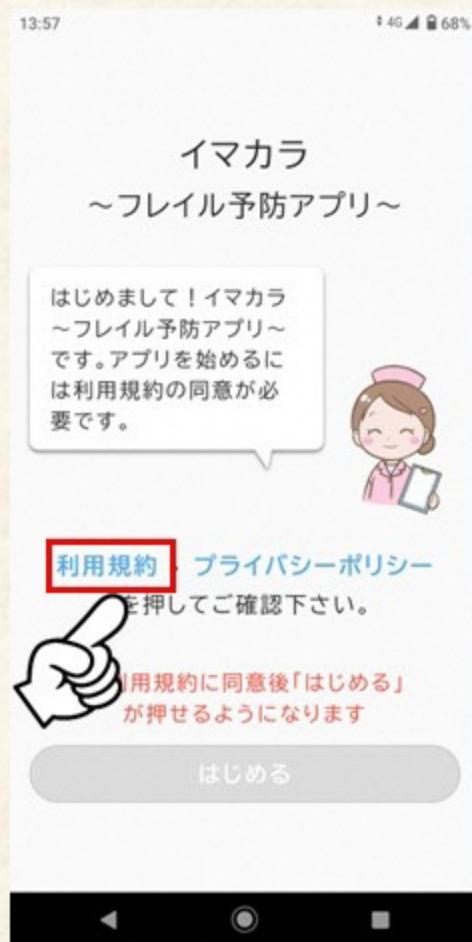 13:57 4G 68%
イマカラ
～フレイル予防アプリ～
はじめまして！イマカラ
～フレイル予防アプリ～
です。アプリを始めるに
は利用規約の同意が必
要です。
利用規約 、 プライバシーポリシー
を押してご確認下さい。
用規約に同意後「はじめる」
が押せるようになります
はじめる